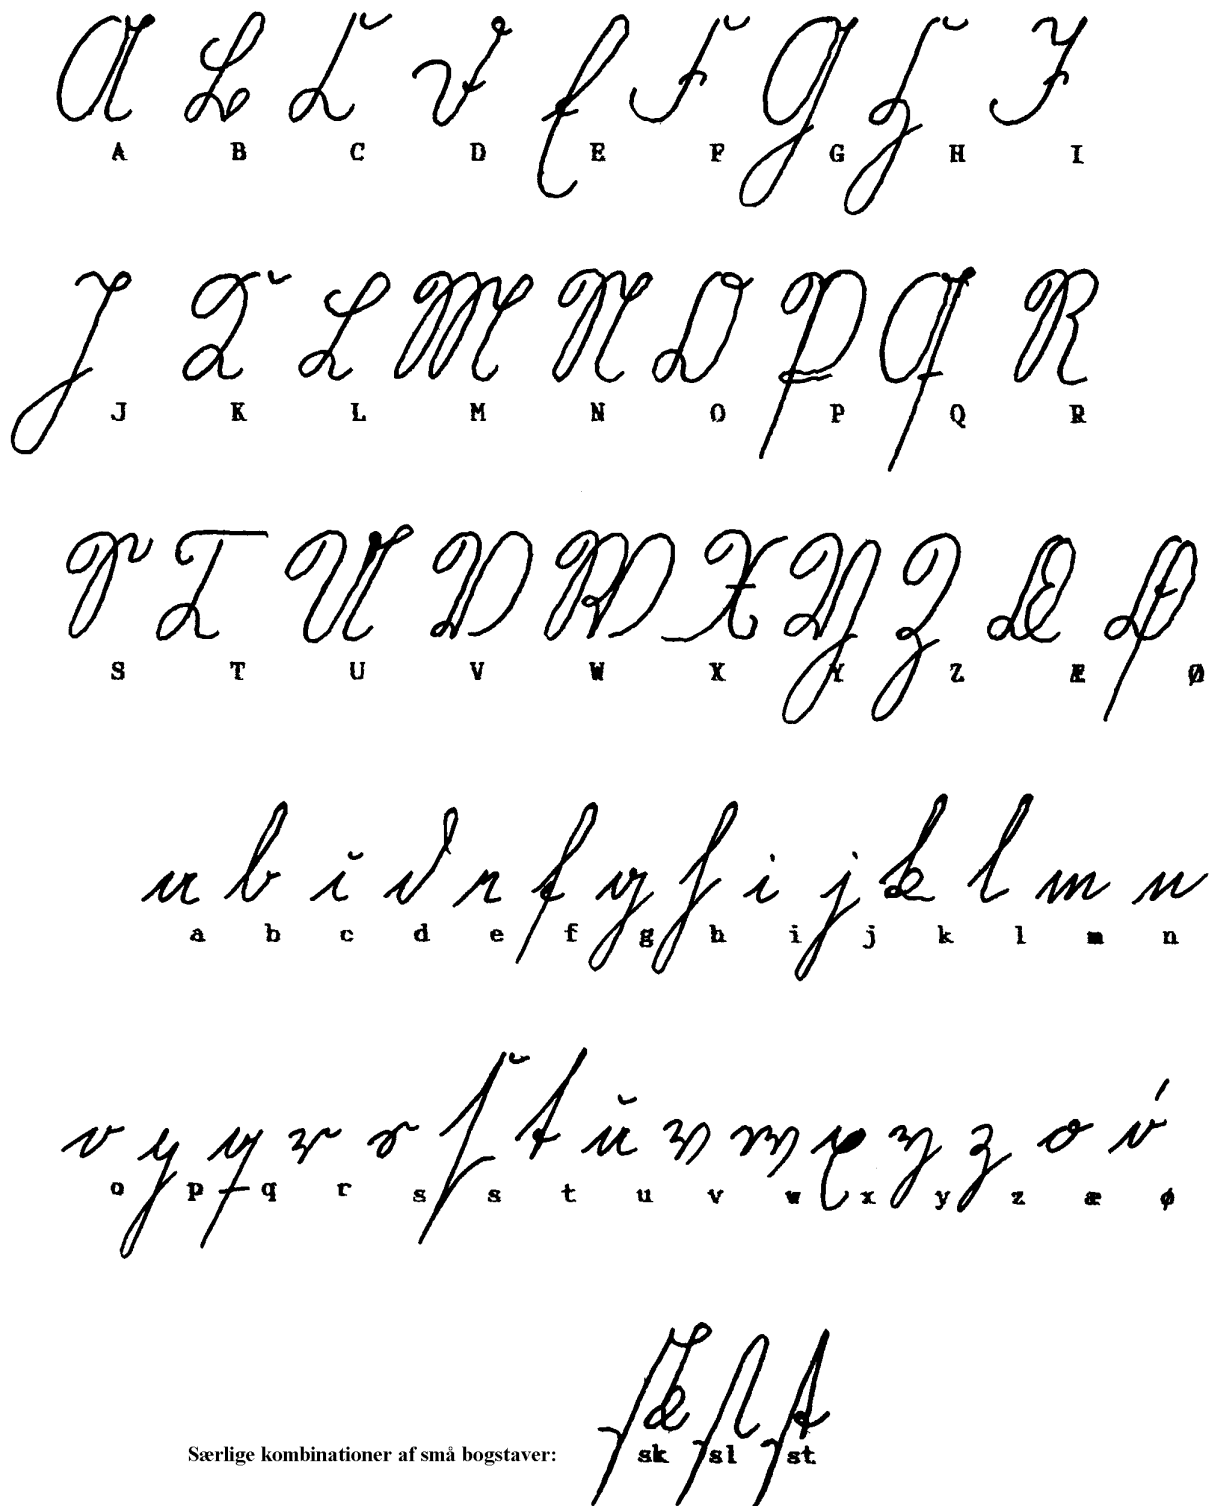 A B C D E F G H I
J K L M N O P Q R
S T U V W X Y Z Æ Ø
a b c d e f g h i j k l m n
o p q r s s t u v w x y z æ ø
Særlige kombinationer af små bogstaver: sk sl st